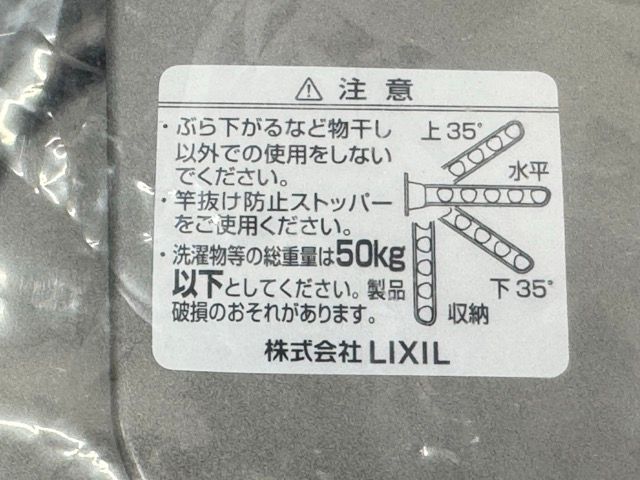 ⚠ 注意
・ぶら下がるなど物干し
以外での使用をしない
でください。
・竿抜け防止ストッパー
をご使用ください。
・洗濯物等の総重量は50kg
以下としてください。製品
破損のおそれがあります。
上35°
水平
下35°
収納
株式会社 LIXIL